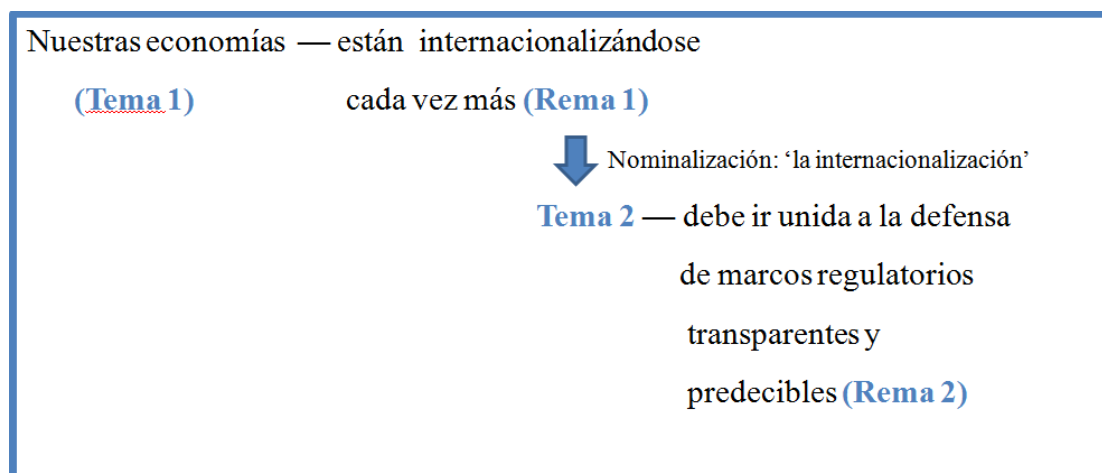 Nuestras economías — están internacionalizándose
(Tema 1) cada vez más (Rema 1)
Nominalización: ‘la internacionalización’
Tema 2 — debe ir unida a la defensa
de marcos regulatorios
transparentes y
predecibles (Rema 2)